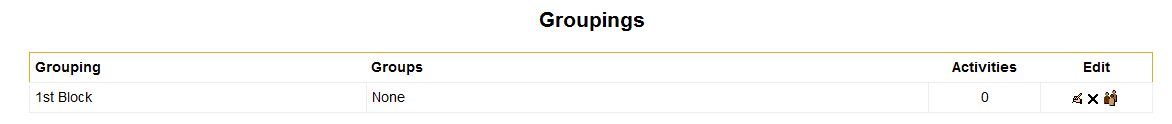 Groupings
Grouping Groups Activities Edit
1st Block None 0